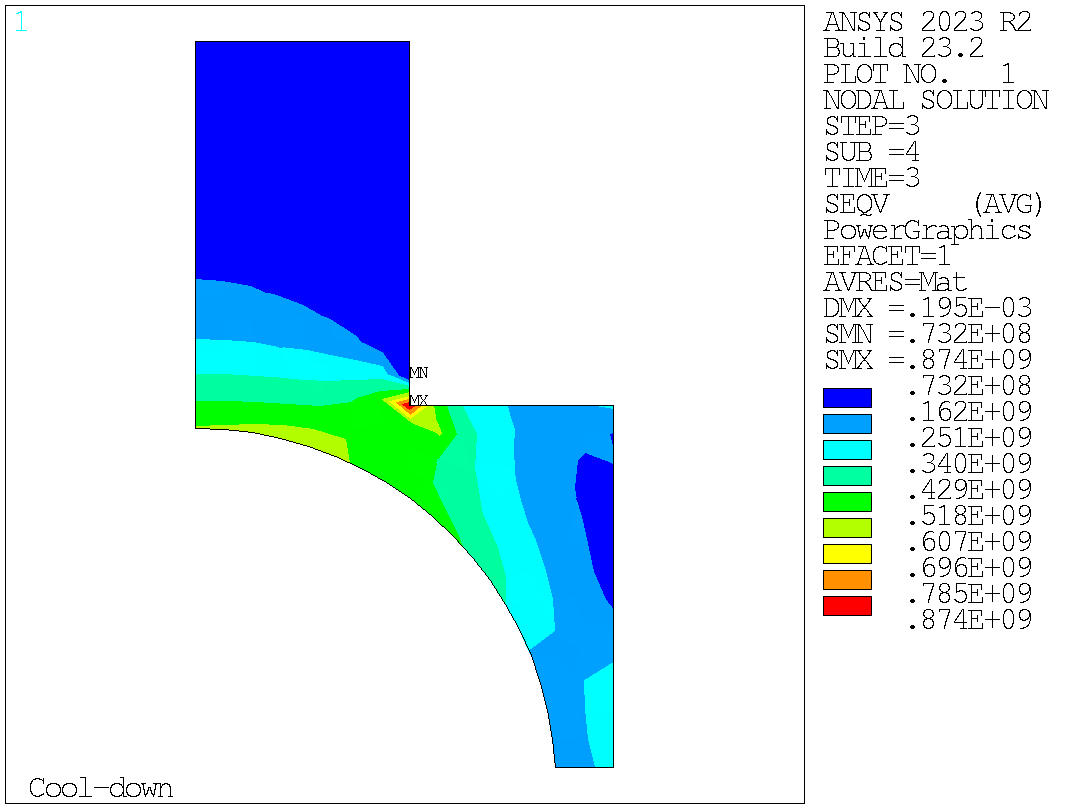 1
ANSYS 2023 R2
Build 23.2
PLOT NO.   1
NODAL SOLUTION
STEP=3
SUB =4
TIME=3
SEQV     (AVG)
PowerGraphics
EFACET=1
AVRES=Mat
DMX =.195E-03
SMN =.732E+08
SMX =.874E+09
.732E+08
.162E+09
.251E+09
.340E+09
.429E+09
.518E+09
.607E+09
.696E+09
.785E+09
.874E+09
MN
MX
Cool-down